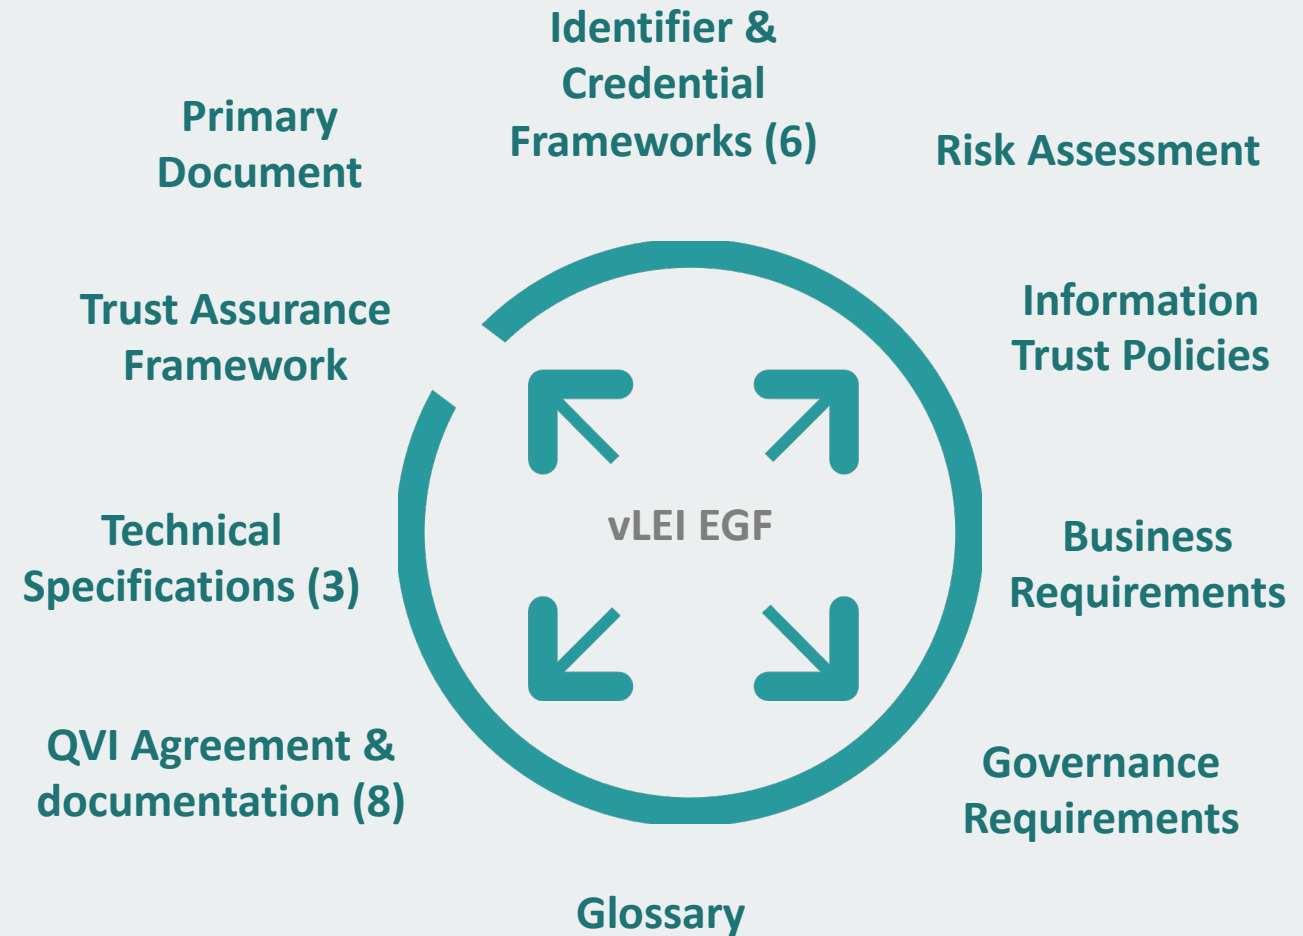 Identifier &
Credential
Frameworks (6)
Primary
Document
Risk Assessment
Trust Assurance
Framework
Information
Trust Policies
vLEI EGF
Technical
Specifications (3)
Business
Requirements
QVI Agreement &
documentation (8)
Governance
Requirements
Glossary